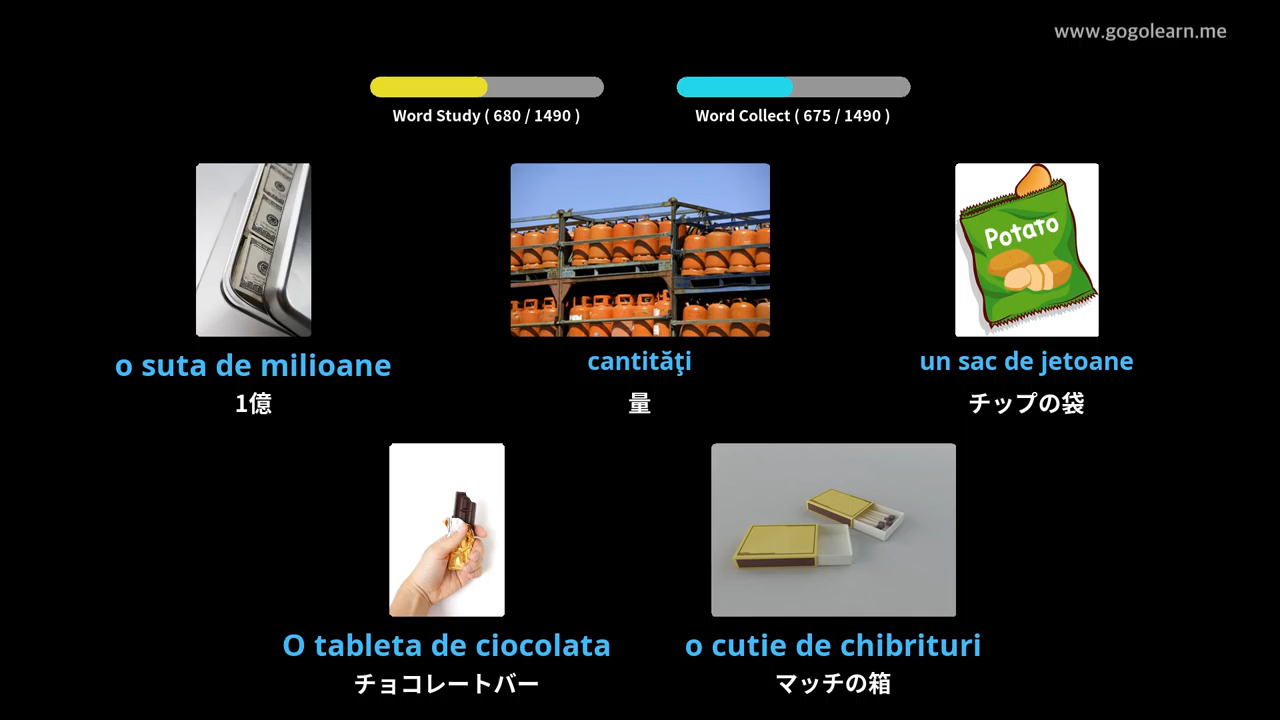 www.gogolearn.me
Word Study ( 680 / 1490 )
Word Collect ( 675 / 1490 )
Potato
o suta de milioane
1億
cantităţi
量
un sac de jetoane
チップの袋
O tableta de ciocolata
チョコレートバー
o cutie de chibrituri
マッチの箱